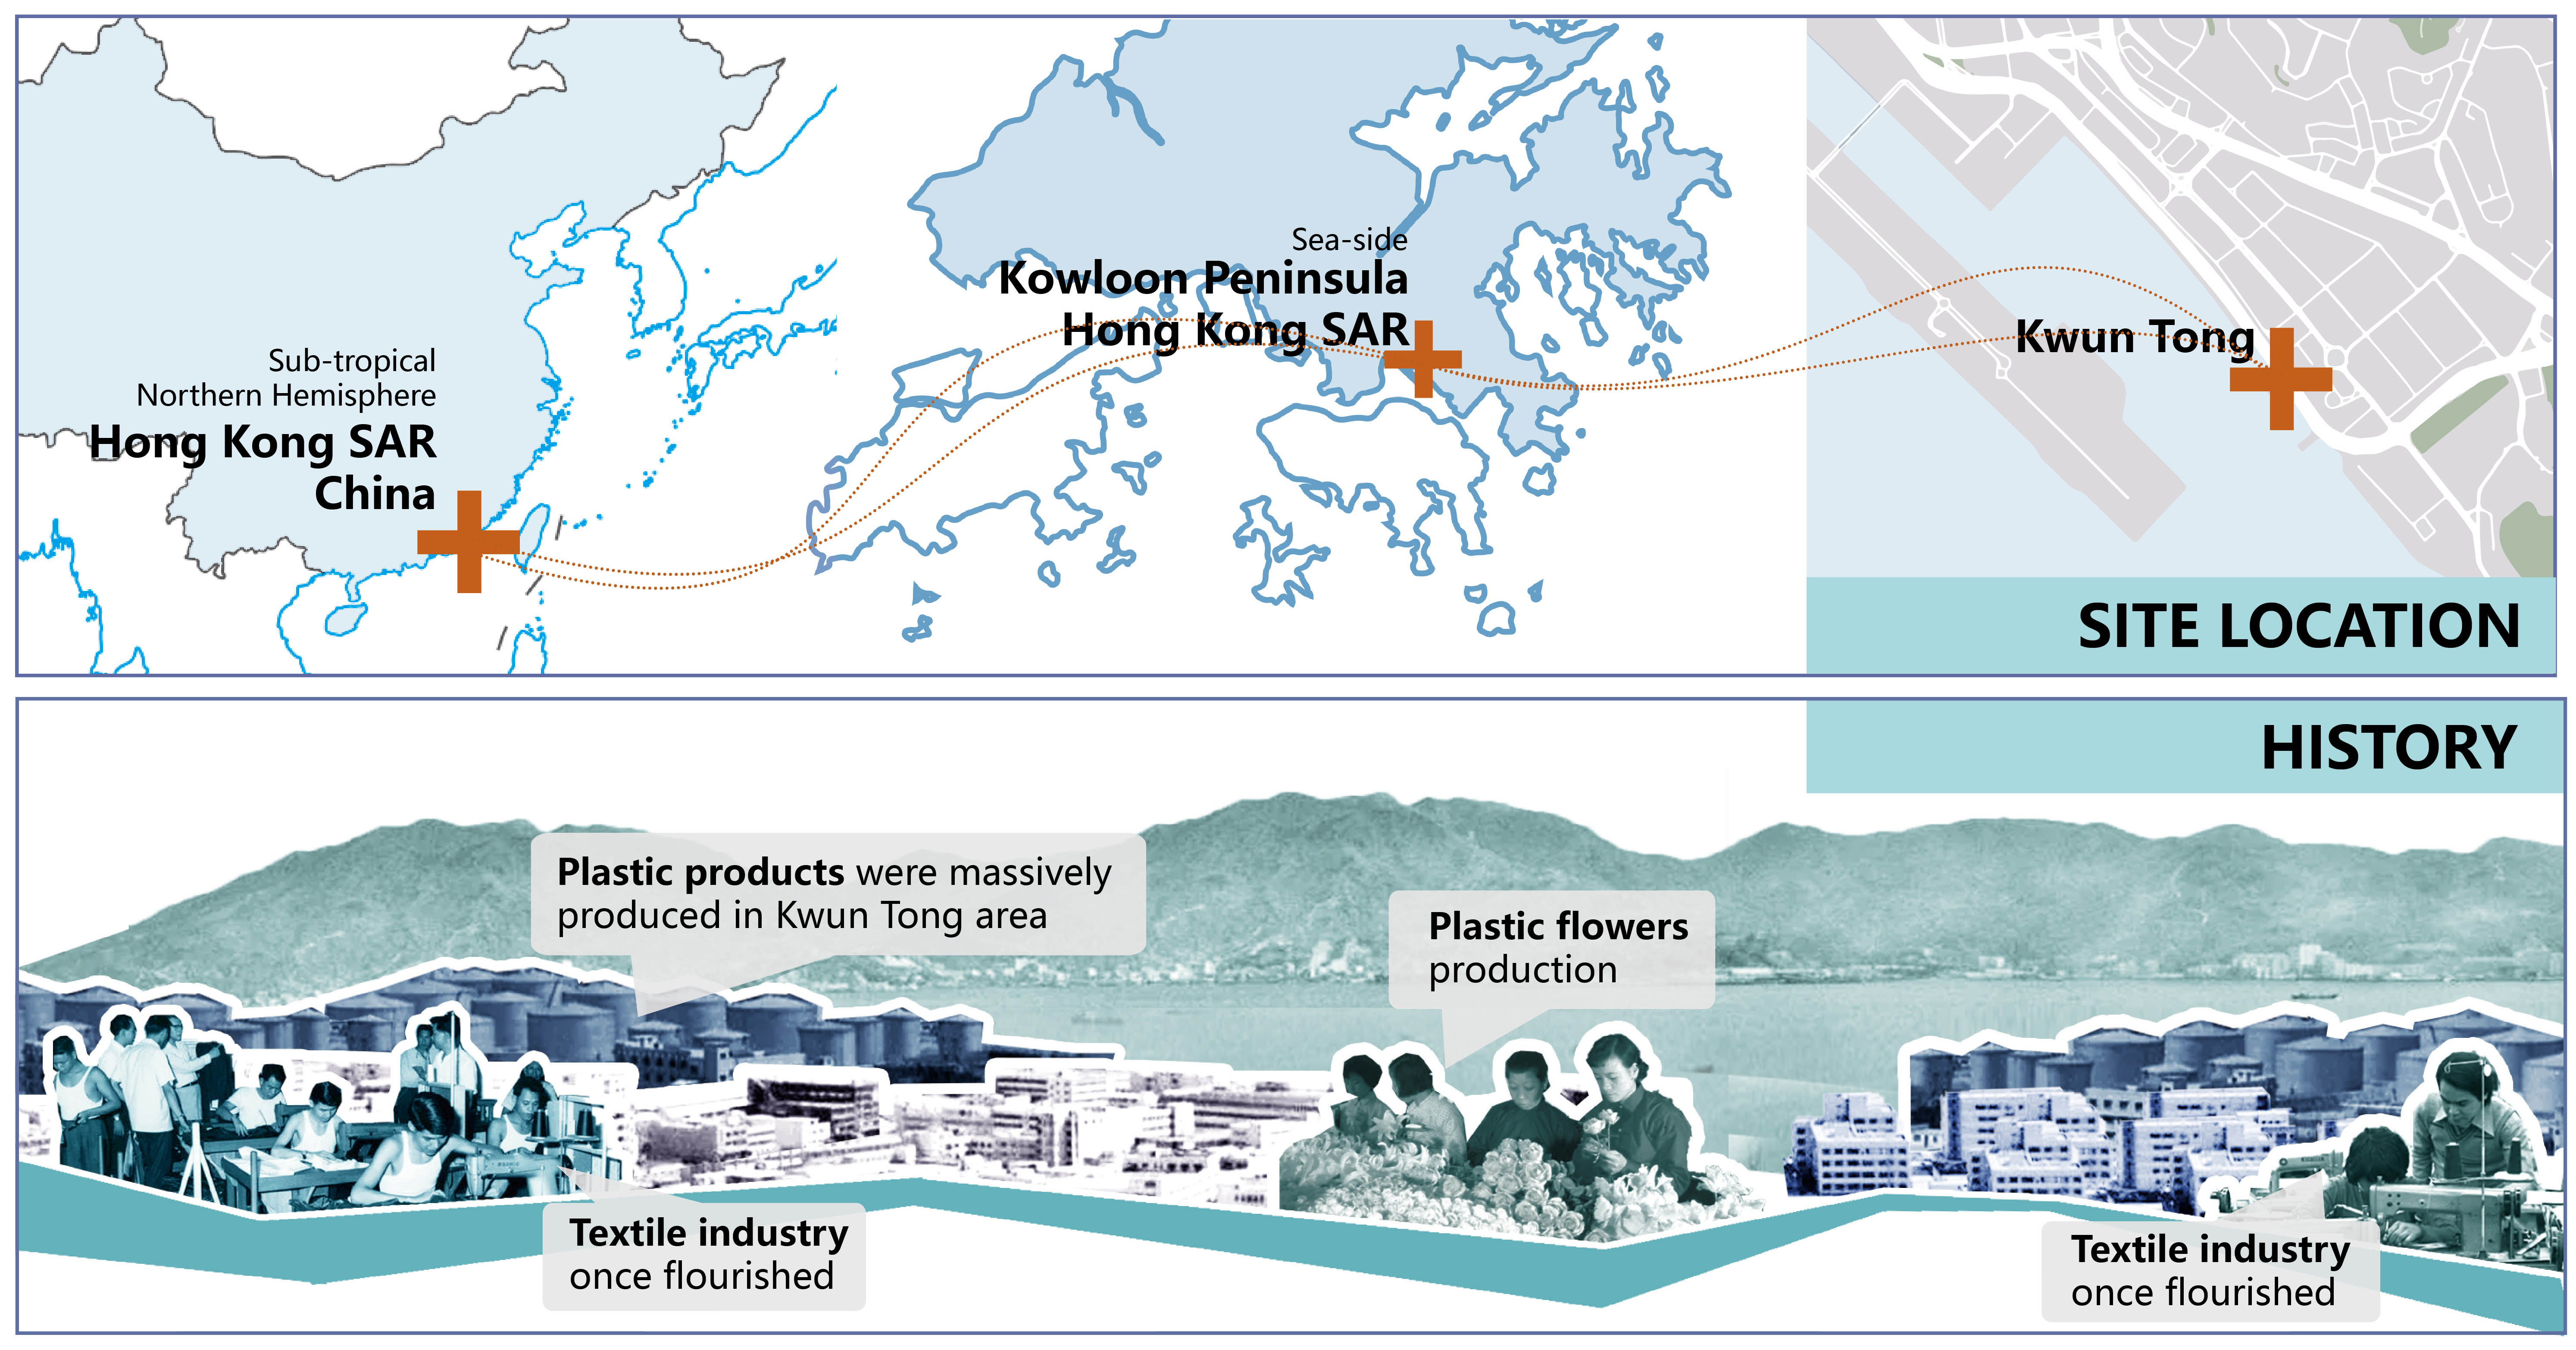 Sub-tropical
Northern Hemisphere
Hong Kong SAR
China
Sea-side
Kowloon Peninsula
Hong Kong SAR
Kwun Tong
SITE LOCATION
HISTORY
Plastic products were massively
produced in Kwun Tong area
Plastic flowers
production
Textile industry
once flourished
Textile industry
once flourished